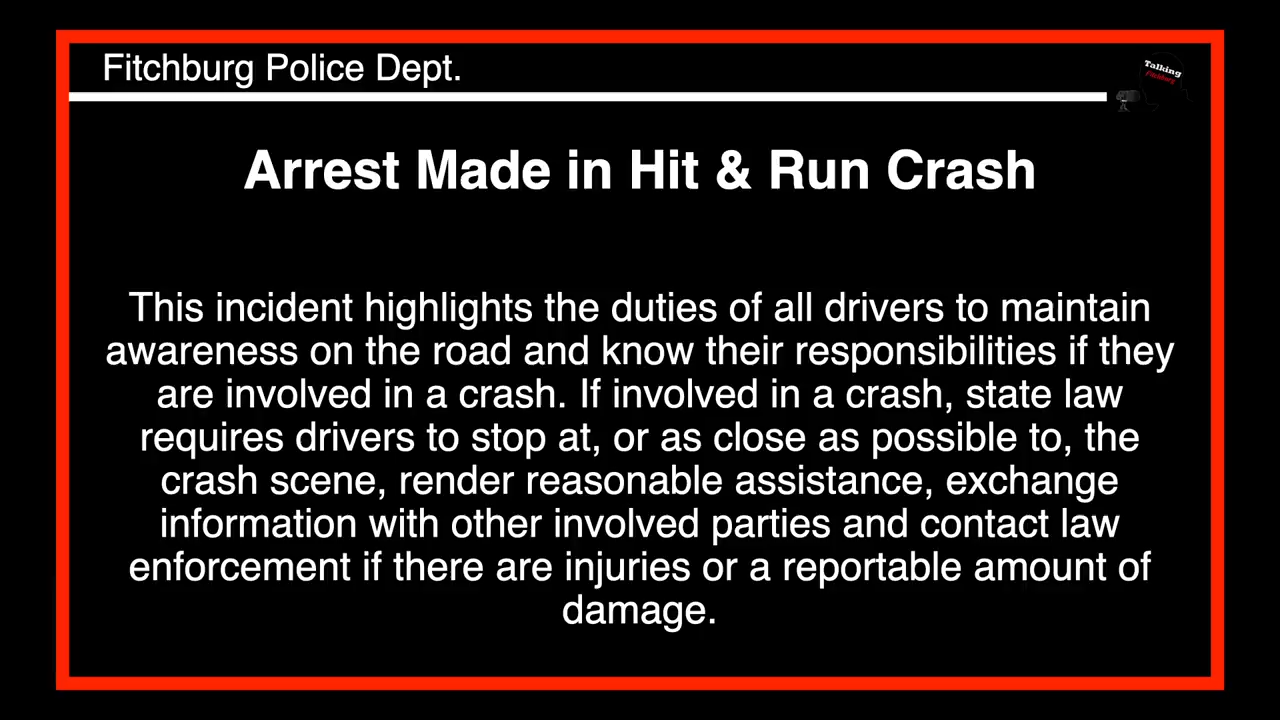 Fitchburg Police Dept.
Talking
Fitchburg
Arrest Made in Hit & Run Crash
This incident highlights the duties of all drivers to maintain
awareness on the road and know their responsibilities if they
are involved in a crash. If involved in a crash, state law
requires drivers to stop at, or as close as possible to, the
crash scene, render reasonable assistance, exchange
information with other involved parties and contact law
enforcement if there are injuries or a reportable amount of
damage.